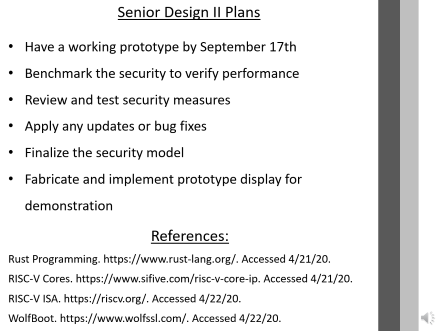 Senior Design II Plans
• Have a working prototype by September 17th
• Benchmark the security to verify performance
• Review and test security measures
• Apply any updates or bug fixes
• Finalize the security model
• Fabricate and implement prototype display for
demonstration
References:
Rust Programming. https://www.rust-lang.org/. Accessed 4/21/20.
RISC-V Cores. https://www.sifive.com/risc-v-core-ip. Accessed 4/21/20.
RISC-V ISA. https://riscv.org/. Accessed 4/22/20.
WolfBoot. https://www.wolfssl.com/. Accessed 4/22/20.